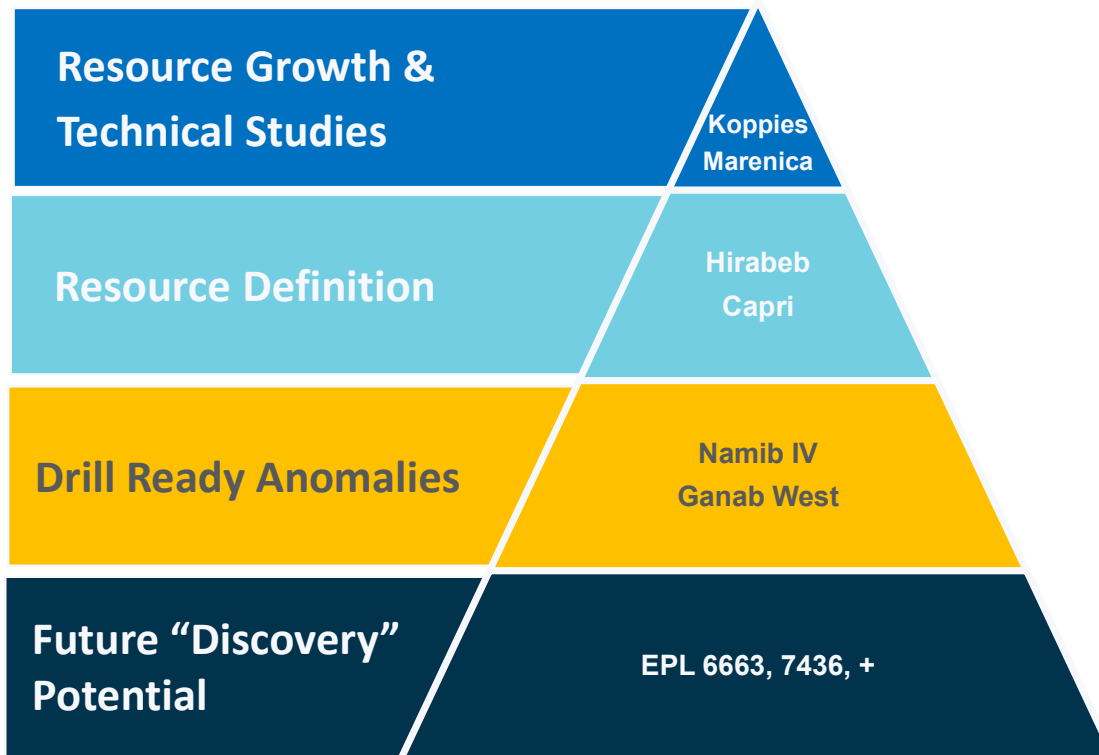 Resource Growth &
Technical Studies
Koppies
Marenica
Resource Definition
Hirabeb
Capri
Drill Ready Anomalies
Namib IV
Ganab West
Future “Discovery”
Potential
EPL 6663, 7436, +